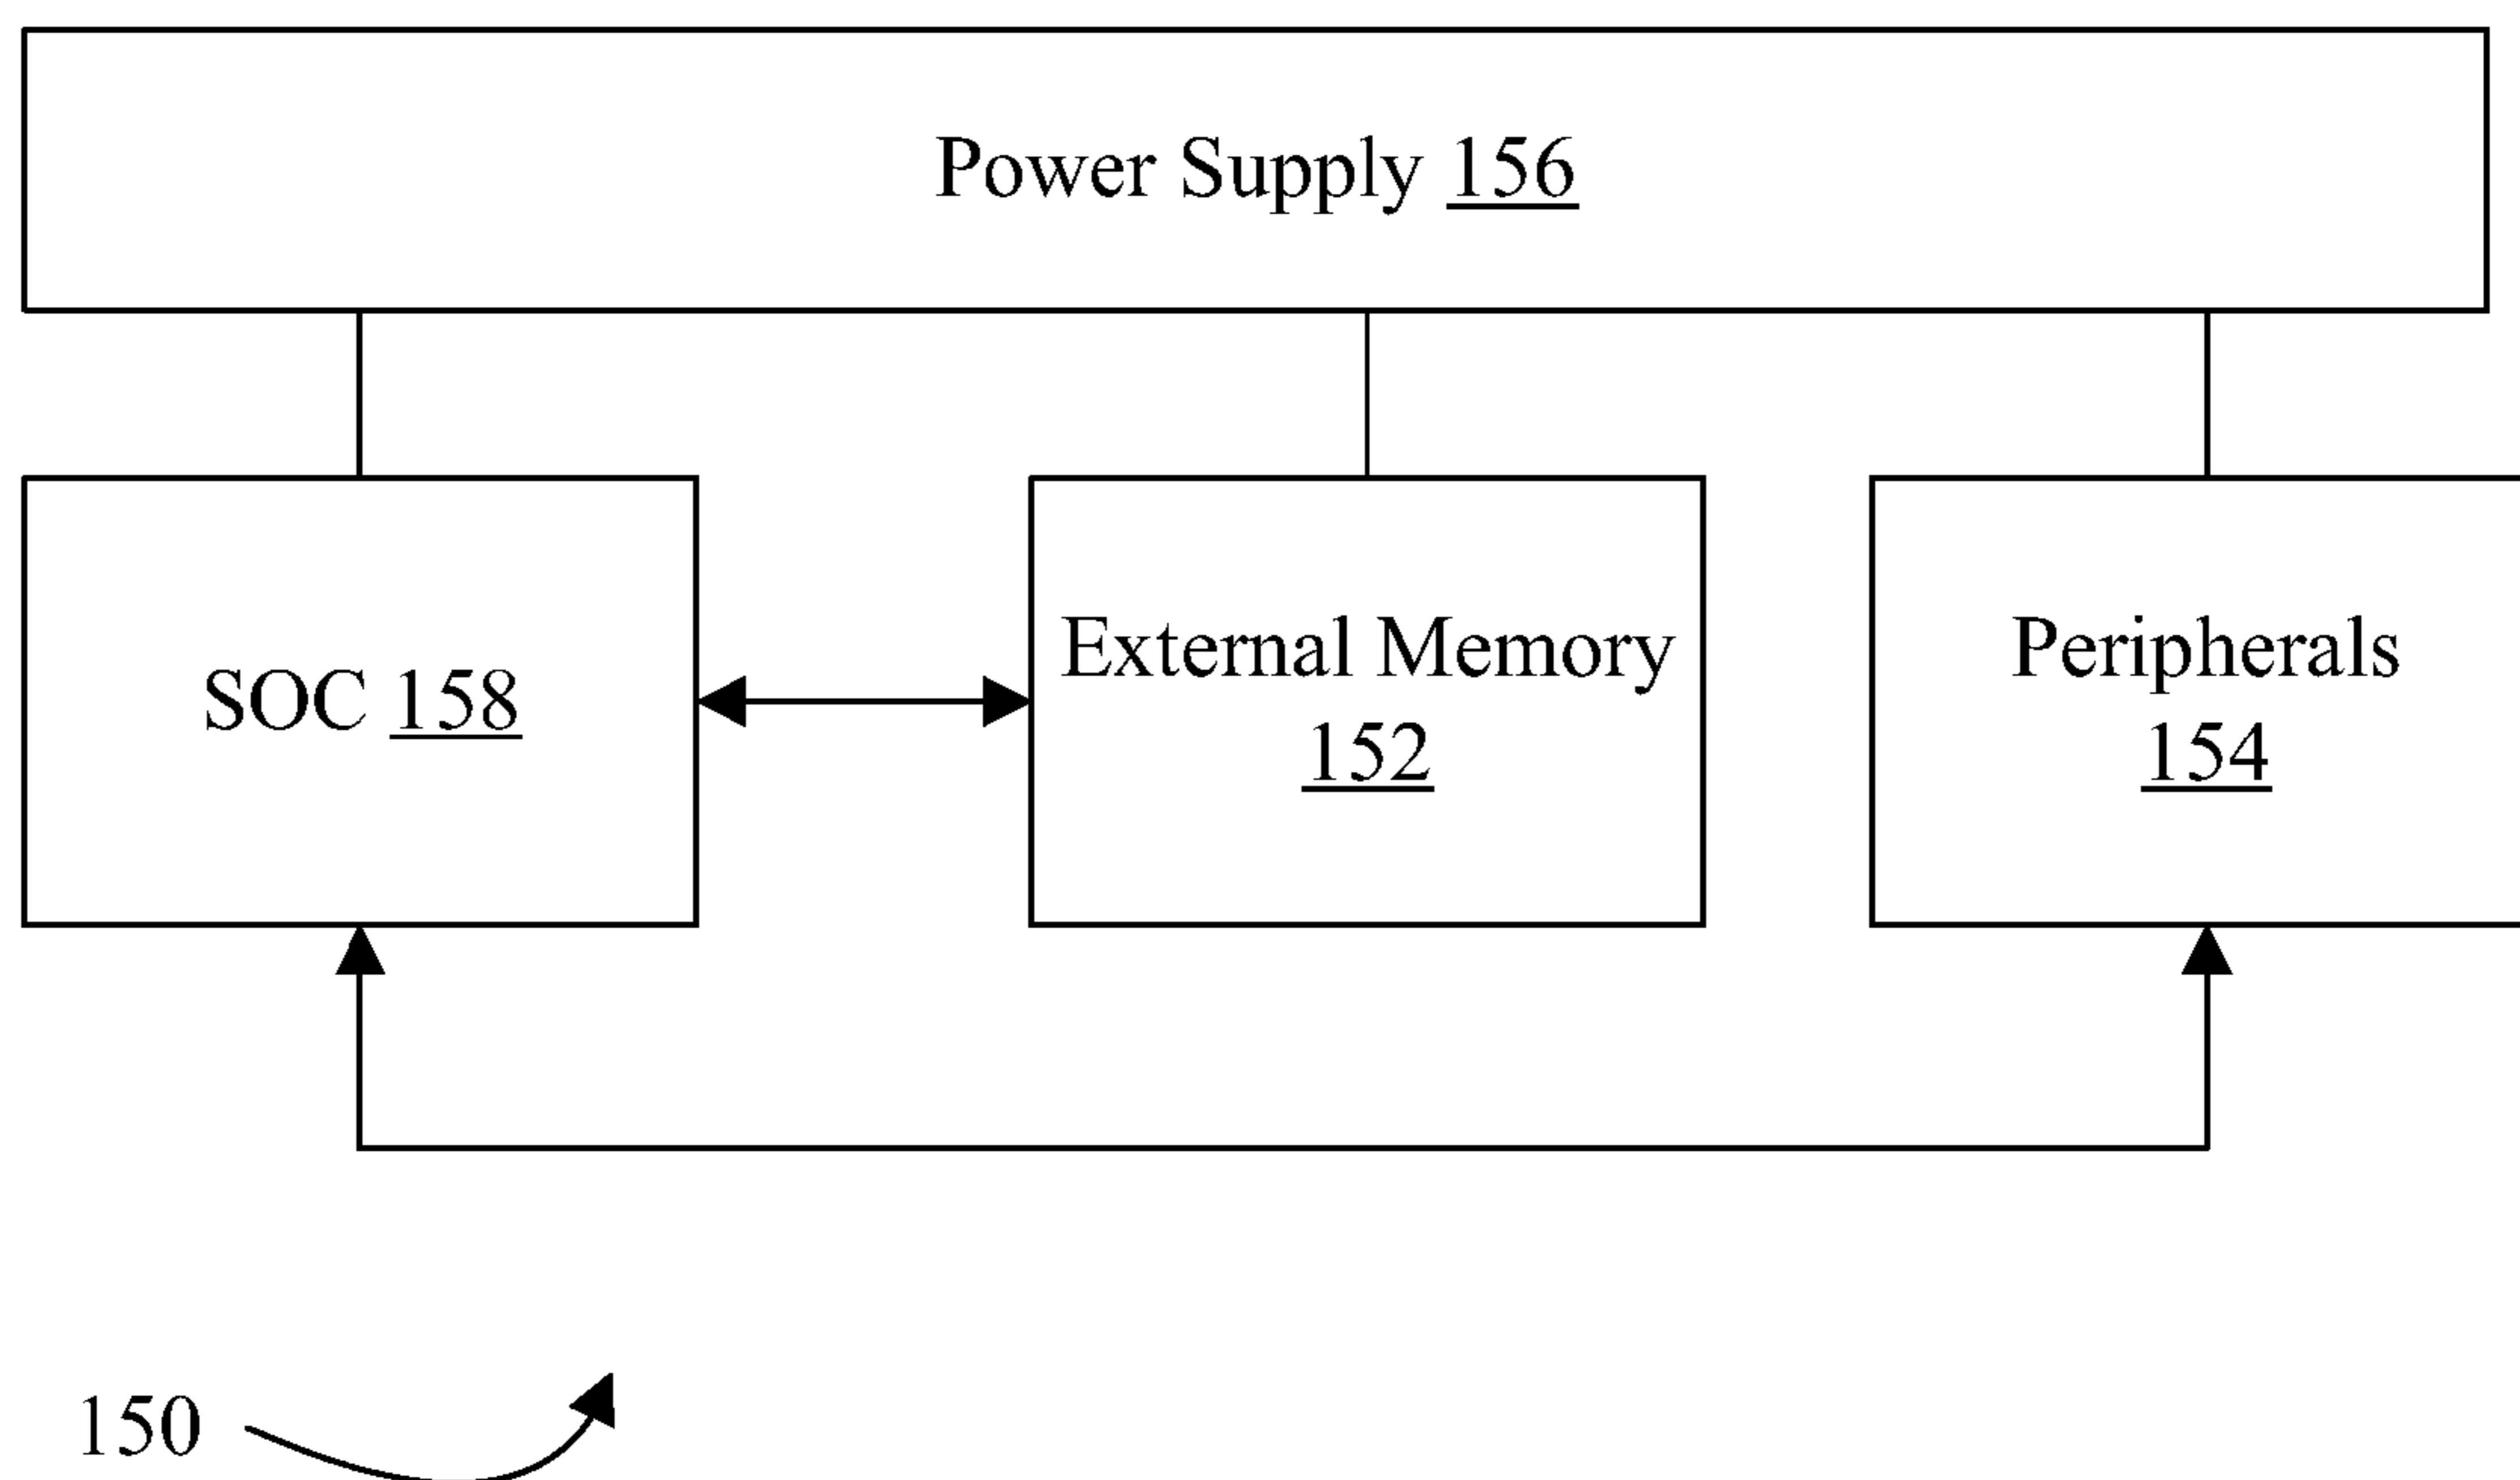 Power Supply 156
SOC 158
External Memory
152
Peripherals
154
150